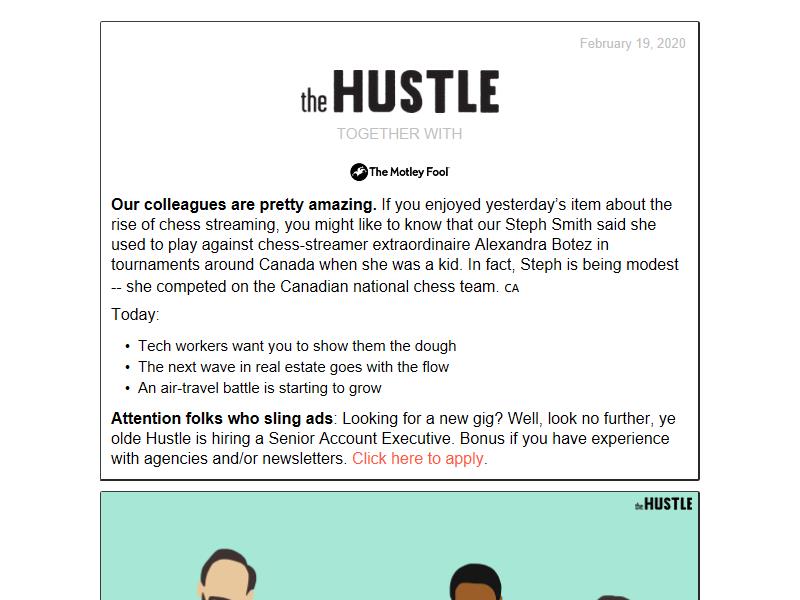 February 19, 2020
the HUSTLE
TOGETHER WITH
The Motley Fool
Our colleagues are pretty amazing. If you enjoyed yesterday's item about the
rise of chess streaming, you might like to know that our Steph Smith said she
used to play against chess-streamer extraordinaire Alexandra Botez in
tournaments around Canada when she was a kid. In fact, Steph is being modest
-- she competed on the Canadian national chess team. CA
Today:
• Tech workers want you to show them the dough
• The next wave in real estate goes with the flow
• An air-travel battle is starting to grow
Attention folks who sling ads: Looking for a new gig? Well, look no further, ye
olde Hustle is hiring a Senior Account Executive. Bonus if you have experience
with agencies and/or newsletters. Click here to apply.
the HUSTLE